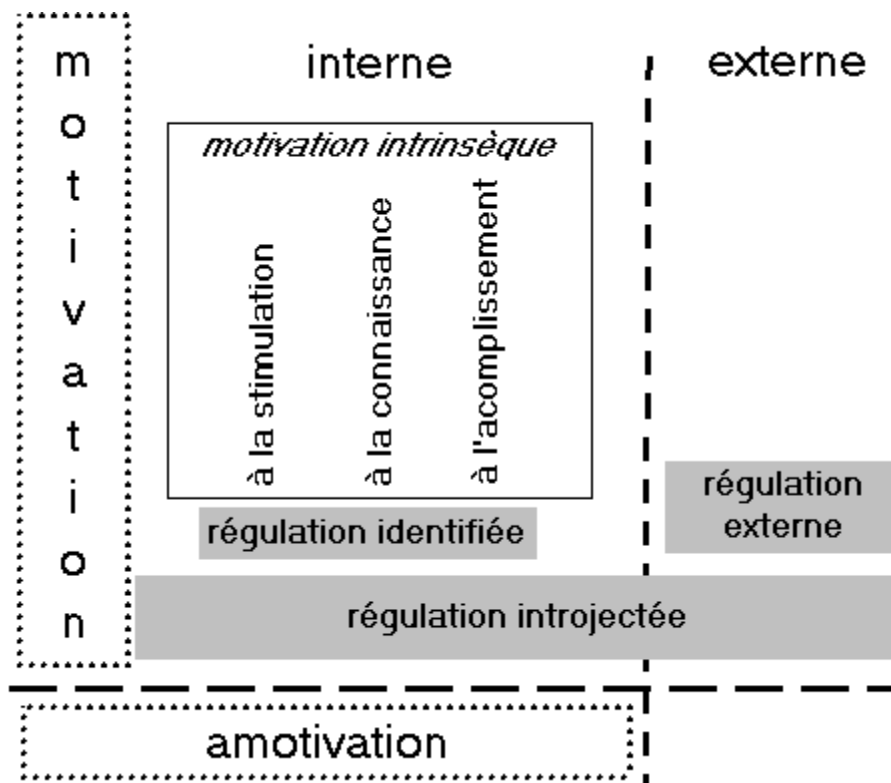 motivation
interne
externe
motivation intrinsèque
à la stimulation
à la connaissance
à l'acomplissement
régulation identifiée
régulation
externe
régulation introjectée
amotivation